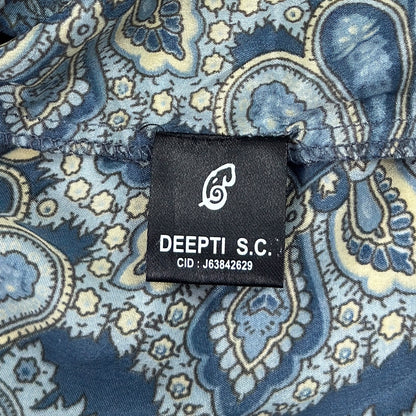 DEEPTI S.C.
CID : J63842629